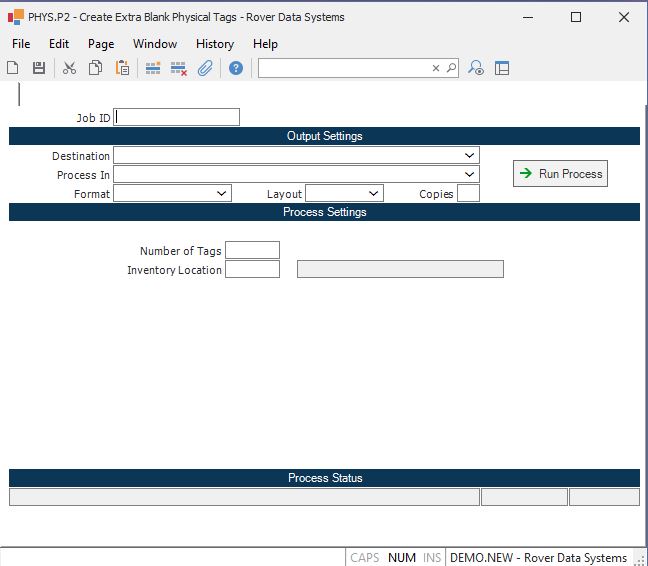 PHYS.P2 - Create Extra Blank Physical Tags - Rover Data Systems
File Edit Page Window History Help
Job ID
Output Settings
Destination
Process In
Run Process
Format Layout Copies
Process Settings
Number of Tags
Inventory Location
Process Status
CAPS NUM INS DEMO.NEW - Rover Data Systems